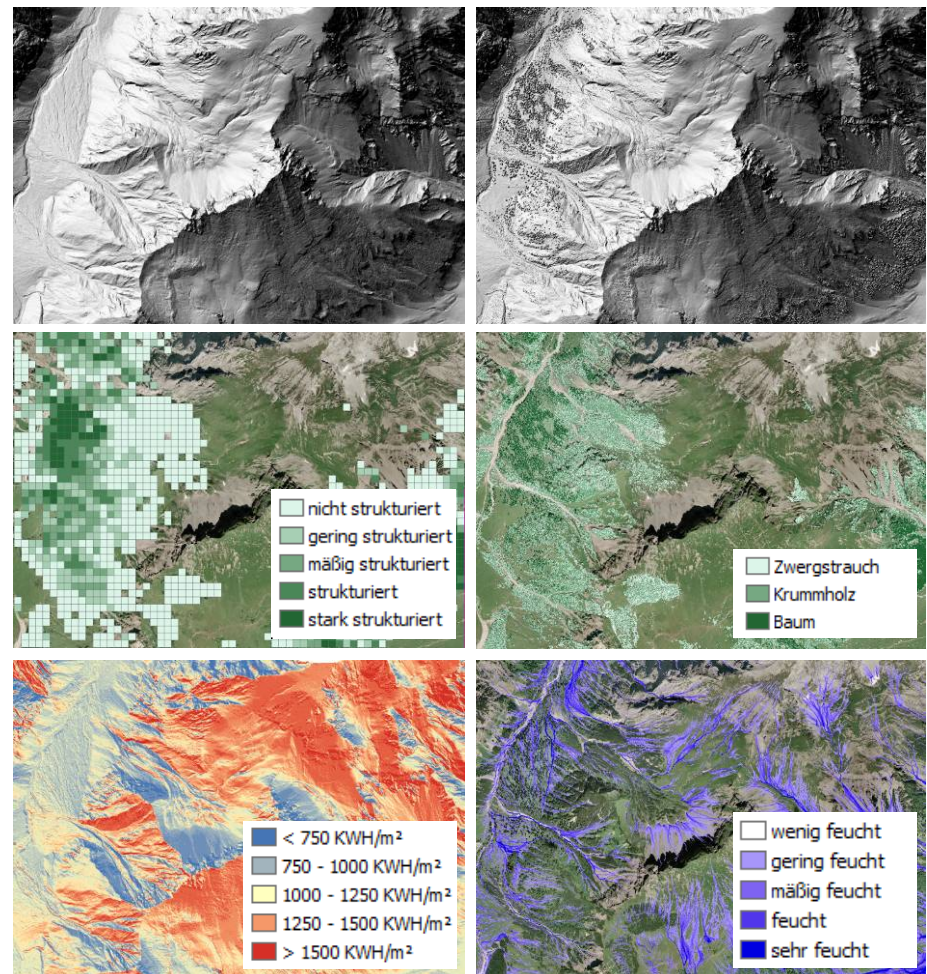 nicht strukturiert
gering strukturiert
mäßig strukturiert
strukturiert
stark strukturiert
Zwergstrauch
Krummholz
Baum
< 750 KWH/m²
750 - 1000 KWH/m²
1000 - 1250 KWH/m²
1250 - 1500 KWH/m²
> 1500 KWH/m²
wenig feucht
gering feucht
mäßig feucht
feucht
sehr feucht